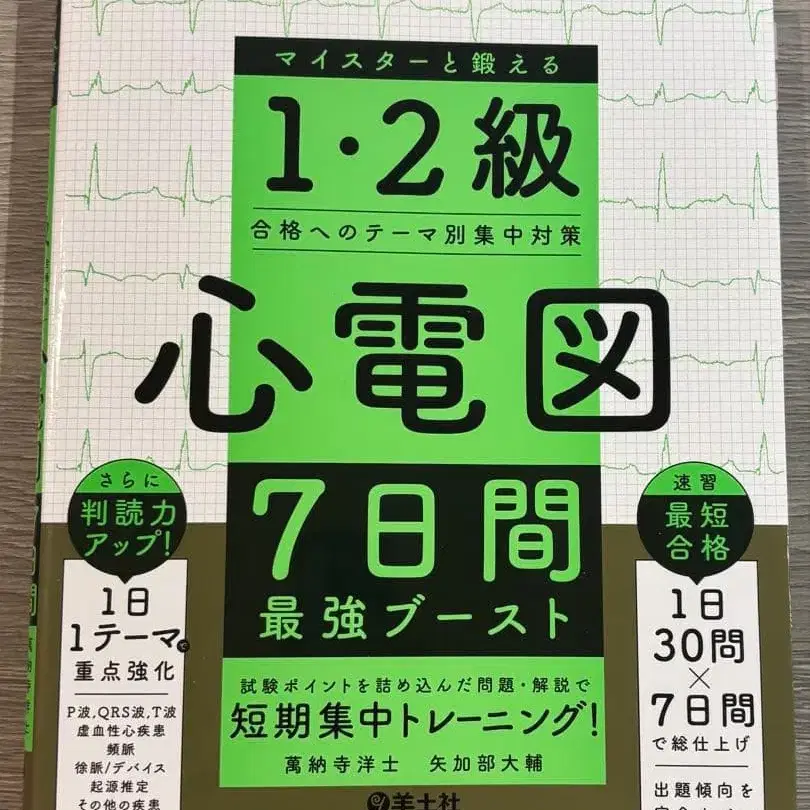 マイスターと鍛える
1・2級
合格へのテーマ別集中対策
心電図
7日間
最強ブースト
試験ポイントを詰め込んだ問題・解説で
短期集中トレーニング!
萬納寺洋士 矢加部大輔
羊土社
さらに
判読力
アップ!
1日
1テーマで
重点強化
P波,QRS波,T波
虚血性心疾患
頻脈
徐脈/デバイス
起源推定
その他の疾患
速習
最短
合格
1日
30問
×
7日間
で総仕上げ
出題傾向を